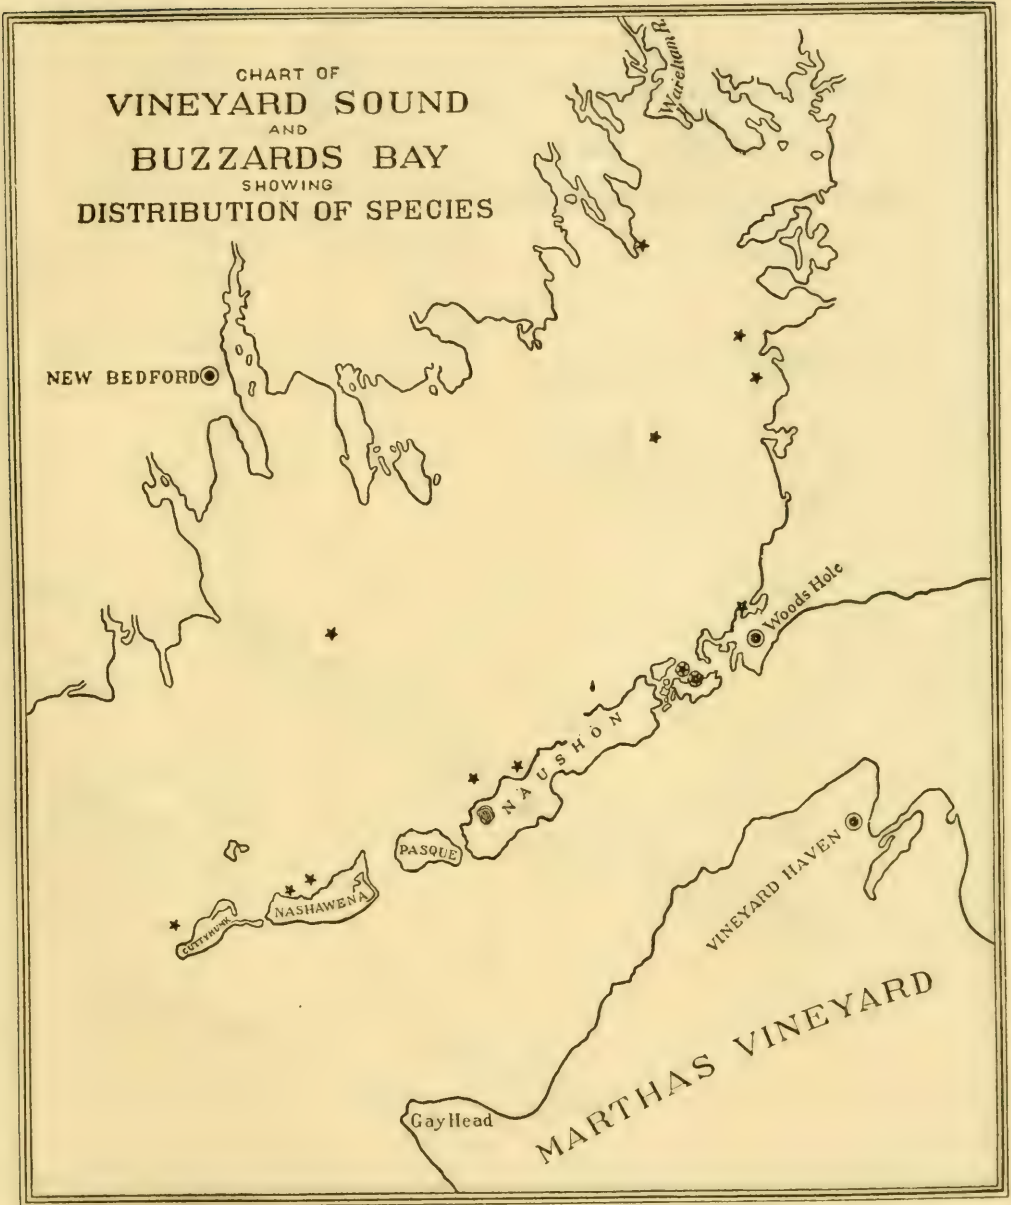 CHART OF
VINEYARD SOUND
AND
BUZZARDS BAY
SHOWING
DISTRIBUTION OF SPECIES
Wareham R.
NEW BEDFORD
Woods Hole
NAUSHON
PASQUE
NASHAWENA
CUTTYHUNK
VINEYARD HAVEN
MARTHAS VINEYARD
Gay Head